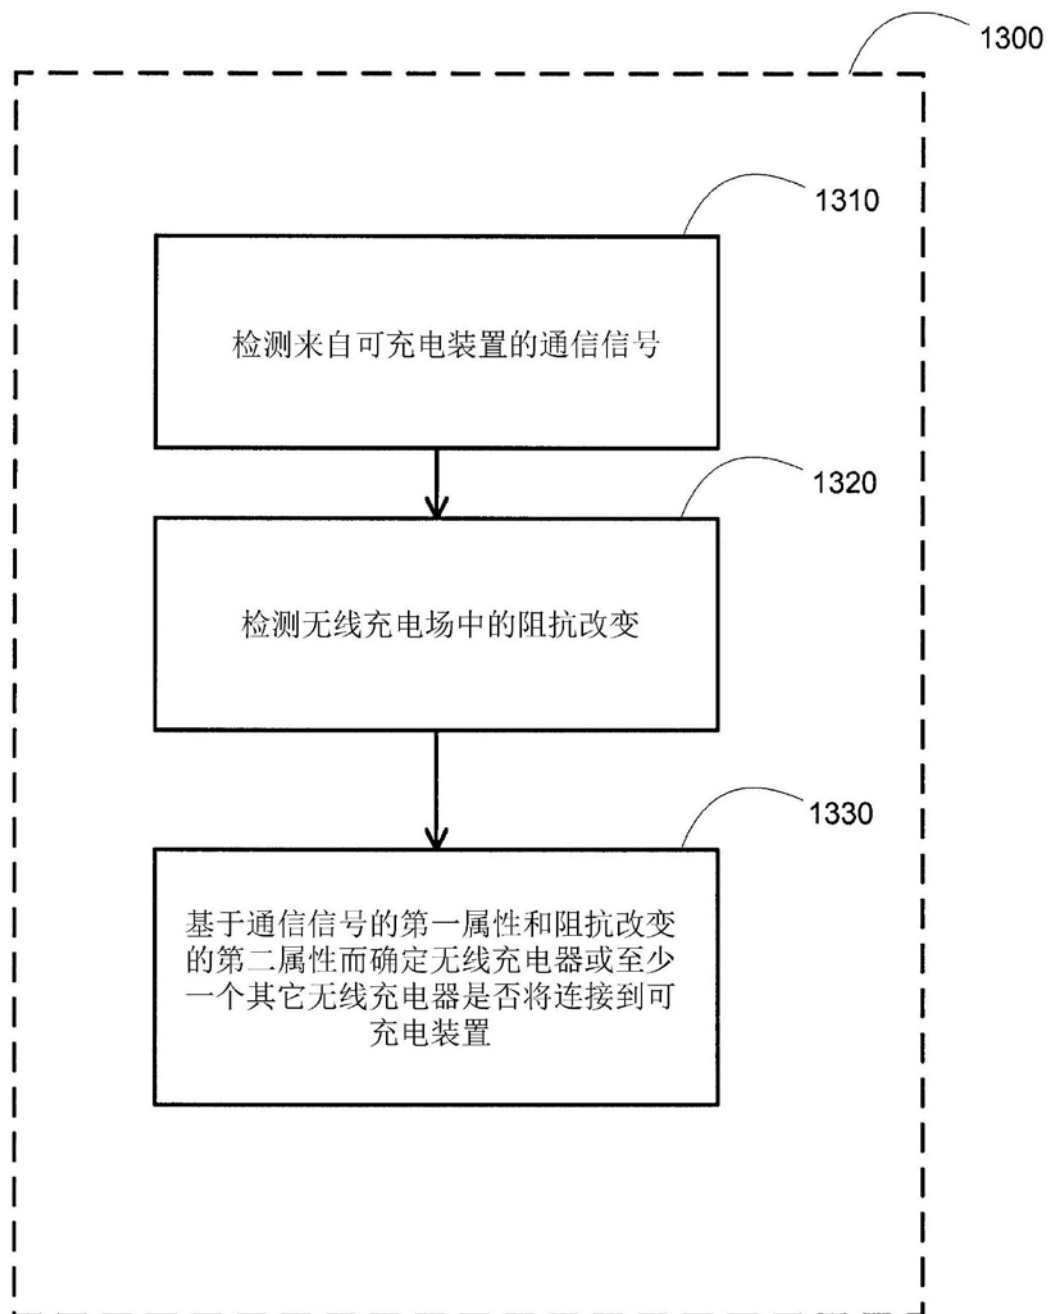 1300
1310
检测来自可充电装置的通信信号
1320
检测无线充电场中的阻抗改变
1330
基于通信信号的第一属性和阻抗改变
的第二属性而确定无线充电器或至少
一个其它无线充电器是否将连接到可
充电装置